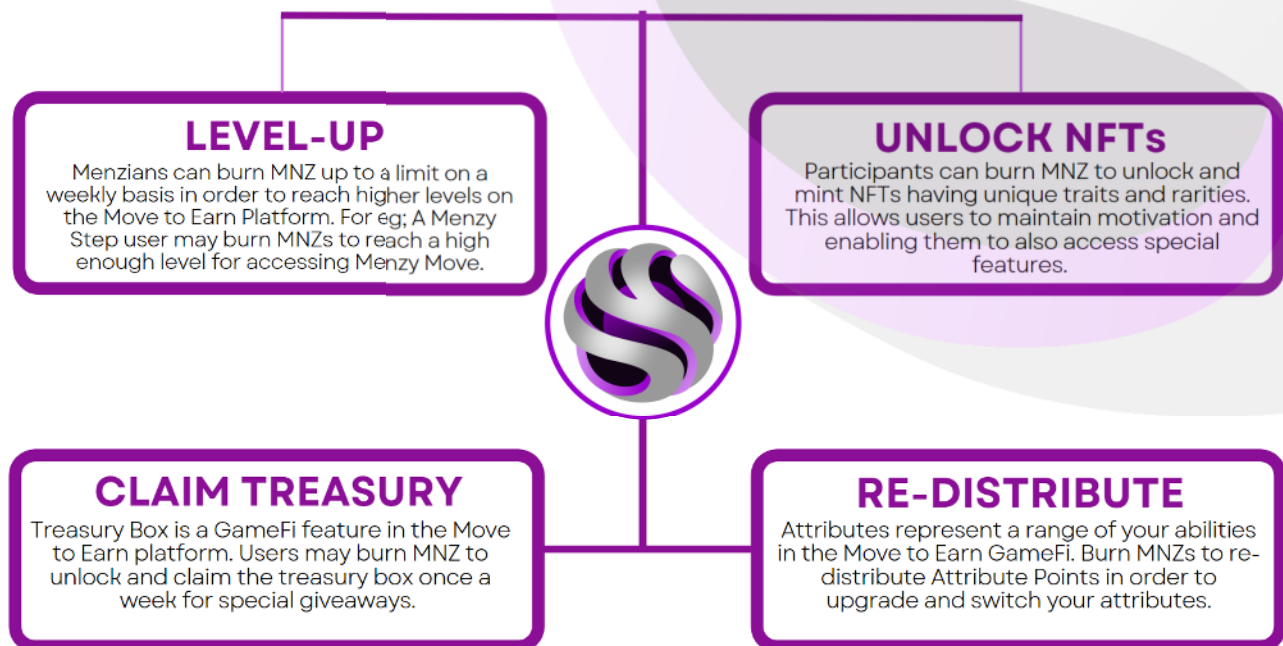 LEVEL-UP
Menzians can burn MNZ up to a limit on a
weekly basis in order to reach higher levels on
the Move to Earn Platform. For eg; A Menzy
Step user may burn MNZs to reach a high
enough level for accessing Menzy Move.
UNLOCK NFTs
Participants can burn MNZ to unlock and
mint NFTs having unique traits and rarities.
This allows users to maintain motivation and
enabling them to also access special
features.
CLAIM TREASURY
Treasury Box is a GameFi feature in the Move
to Earn platform. Users may burn MNZ to
unlock and claim the treasury box once a
week for special giveaways.
RE-DISTRIBUTE
Attributes represent a range of your abilities
in the Move to Earn GameFi. Burn MNZs to re-
distribute Attribute Points in order to
upgrade and switch your attributes.